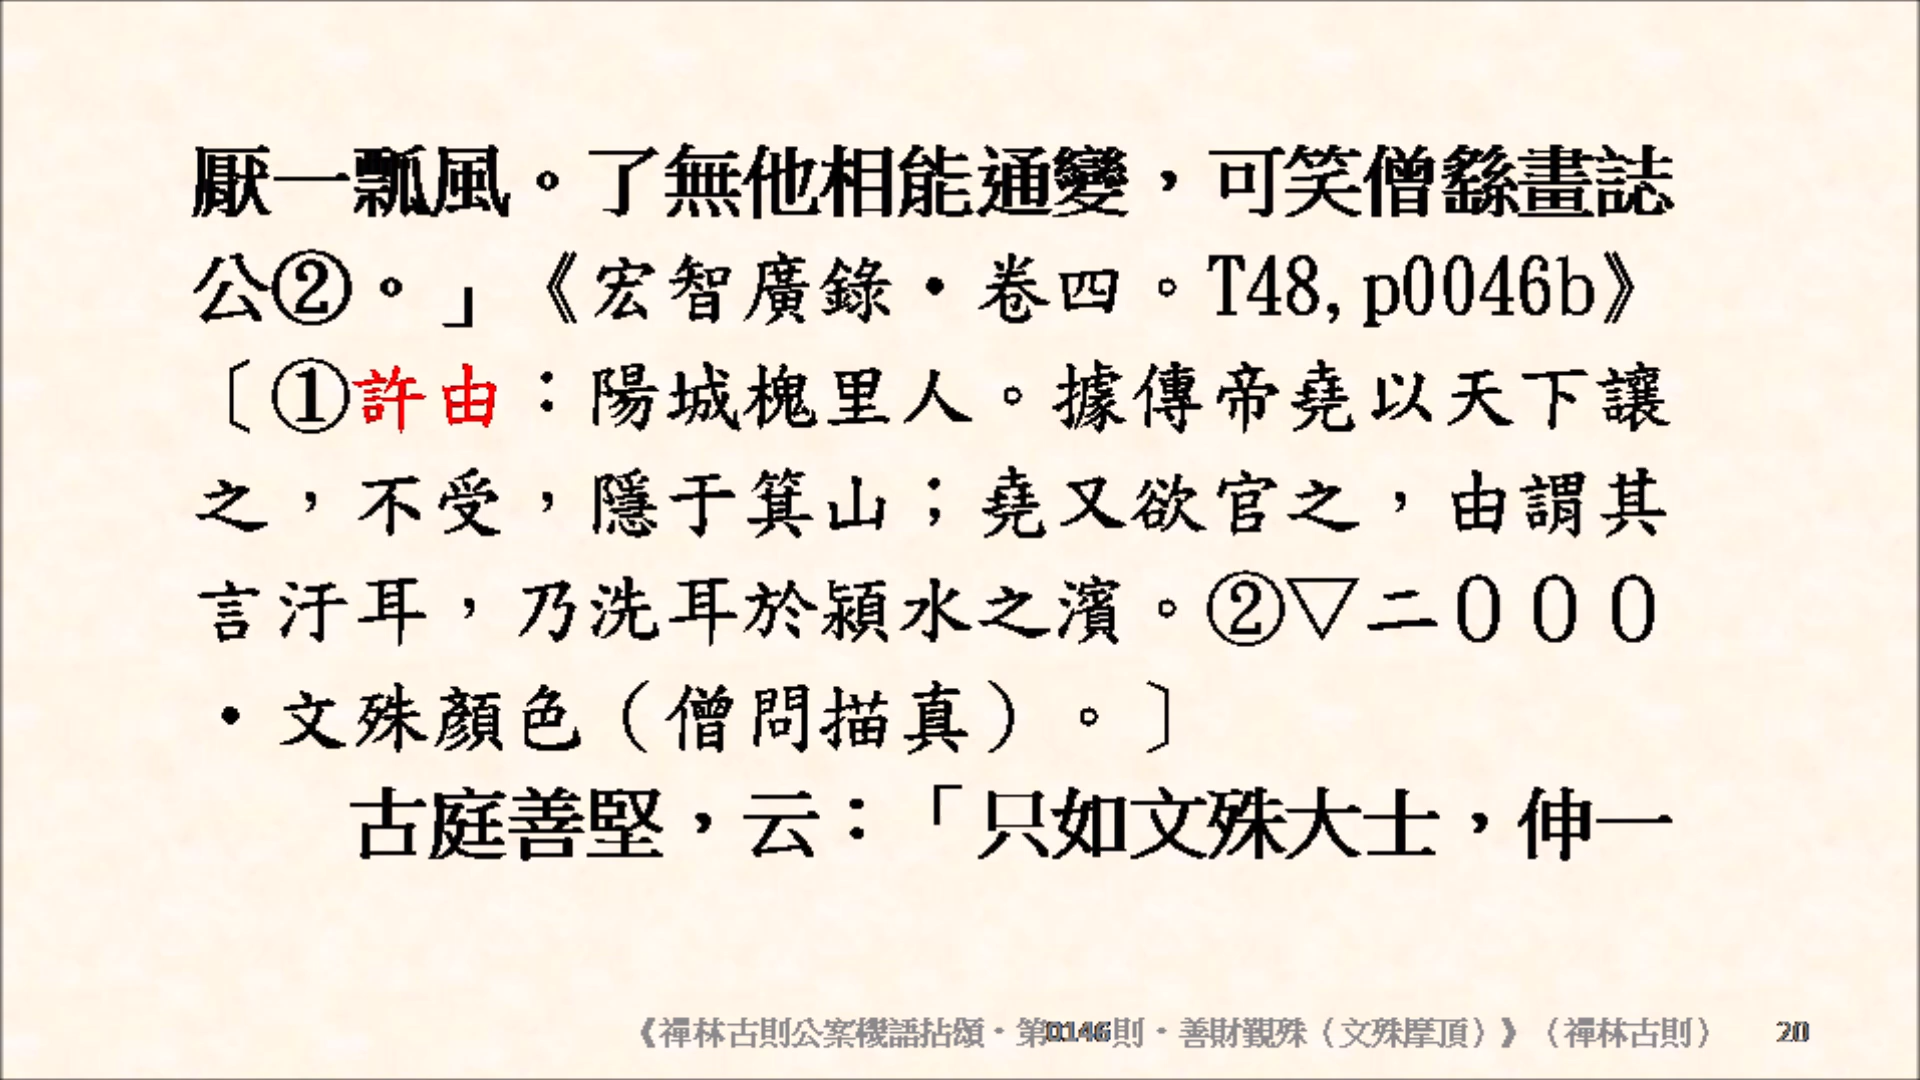 厭一瓢風。了無他相能通變，可笑僧繇畫誌
公②。」《宏智廣錄・卷四。T48,p0046b》
〔①許由：陽城槐里人。據傳帝堯以天下讓
之，不受，隱于箕山；堯又欲官之，由謂其
言汙耳，乃洗耳於潁水之濱。②▽二０００
・文殊顏色（僧問描真）。〕
古庭善堅，云：「只如文殊大士，伸一
《禪林古則公案機語拈頌・第0146則・善財觀殊（文殊摩頂）》（禪林古則） 20